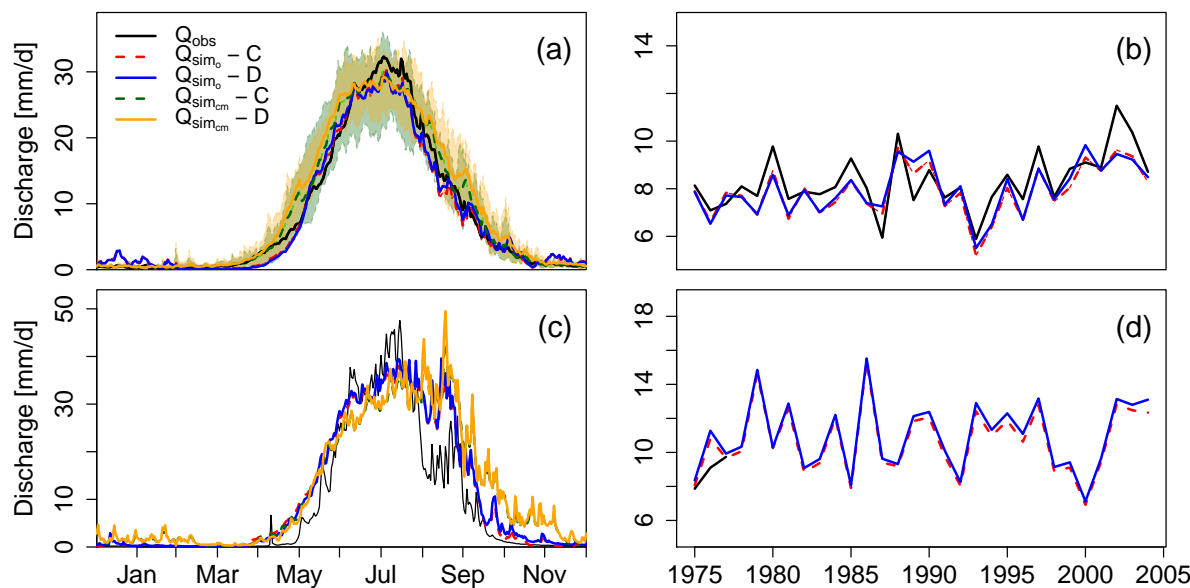 Discharge [mm/d]
0 10 20 30
Q_obs
Q_sim_o – C
Q_sim_o – D
Q_sim_cm – C
Q_sim_cm – D
(a)
6 8 10 14
(b)
Discharge [mm/d]
0 10 30 50
(c)
Jan Mar May Jul Sep Nov
6 10 14 18
(d)
1975 1980 1985 1990 1995 2000 2005